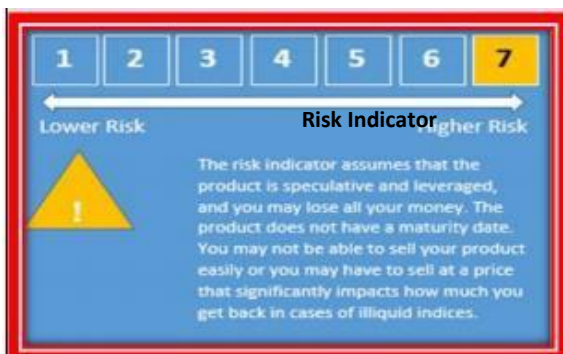 1 2 3 4 5 6 7
Risk Indicator
Lower Risk Higher Risk
!
The risk indicator assumes that the
product is speculative and leveraged,
and you may lose all your money. The
product does not have a maturity date.
You may not be able to sell your product
easily or you may have to sell at a price
that significantly impacts how much you
get back in cases of illiquid indices.